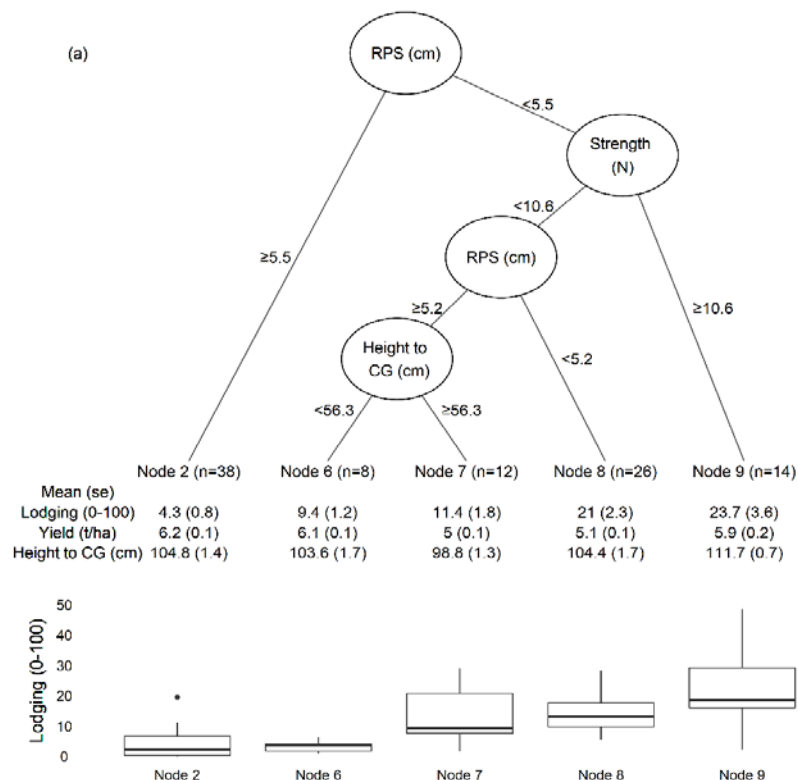 (a)
RPS (cm)
<5.5
Strength
(N)
<10.6
RPS (cm)
≥5.5
≥5.2
≥10.6
Height to
CG (cm)
<5.2
<56.3
≥56.3
Node 2 (n=38) Node 6 (n=8) Node 7 (n=12) Node 8 (n=26) Node 9 (n=14)
Mean (se)
Lodging (0-100) 4.3 (0.8) 9.4 (1.2) 11.4 (1.8) 21 (2.3) 23.7 (3.6)
Yield (t/ha) 6.2 (0.1) 6.1 (0.1) 5 (0.1) 5.1 (0.1) 5.9 (0.2)
Height to CG (cm) 104.8 (1.4) 103.6 (1.7) 98.8 (1.3) 104.4 (1.7) 111.7 (0.7)
Lodging (0-100)
50
40
30
20
10
0
Node 2 Node 6 Node 7 Node 8 Node 9